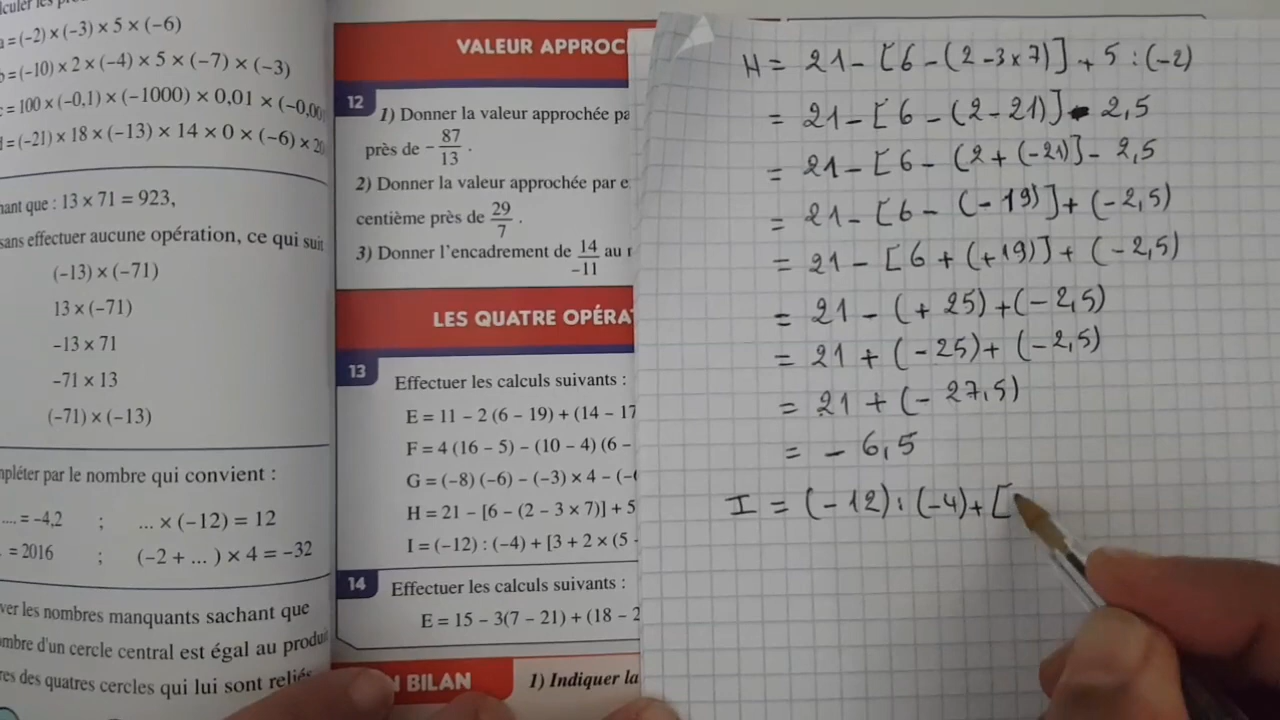 culer les
a = (−2) × (−3) × 5 × (−6)
b = (−10) × 2 × (−4) × 5 × (−7) × (−3)
c = 100 × (−0,1) × (−1000) × 0,01 × (−0,00
d = (−21) × 18 × (−13) × 14 × 0 × (−6) × 20
hant que : 13 × 71 = 923,
sans effectuer aucune opération, ce qui suit
(−13) × (−71)
13 × (−71)
−13 × 71
−71 × 13
(−71) × (−13)
mpléter par le nombre qui convient :
.... = −4,2 ; ... × (−12) = 12
... = 2016 ; (−2 + ... ) × 4 = −32
ver les nombres manquants sachant que
ombre d'un cercle central est égal au produit
res des quatres cercles qui lui sont reliés
VALEUR APPROC
12 1) Donner la valeur approchée pa
près de − 87/13 .
2) Donner la valeur approchée par e
centième près de 29/7 .
3) Donner l'encadrement de 14/−11 au
LES QUATRE OPÉRA
13 Effectuer les calculs suivants :
E = 11 − 2 (6 − 19) + (14 − 17
F = 4 (16 − 5) − (10 − 4) (6 −
G = (−8) (−6) − (−3) × 4 − (−6
H = 21 − [6 − (2 − 3 × 7)] + 5
I = (−12) : (−4) + [3 + 2 × (5 −
14 Effectuer les calculs suivants :
E = 15 − 3(7 − 21) + (18 − 2
N BILAN
1) Indiquer la
H = 21 − [6 − (2 − 3 × 7)] + 5 : (−2)
= 21 − [6 − (2 − 21)] - 2,5
= 21 − [6 − (2 + (−21)] − 2,5
= 21 − [6 − (−19)] + (−2,5)
= 21 − [6 + (+19)] + (−2,5)
= 21 − (+25) + (−2,5)
= 21 + (−25) + (−2,5)
= 21 + (−27,5)
= − 6,5
I = (−12) : (−4) + [